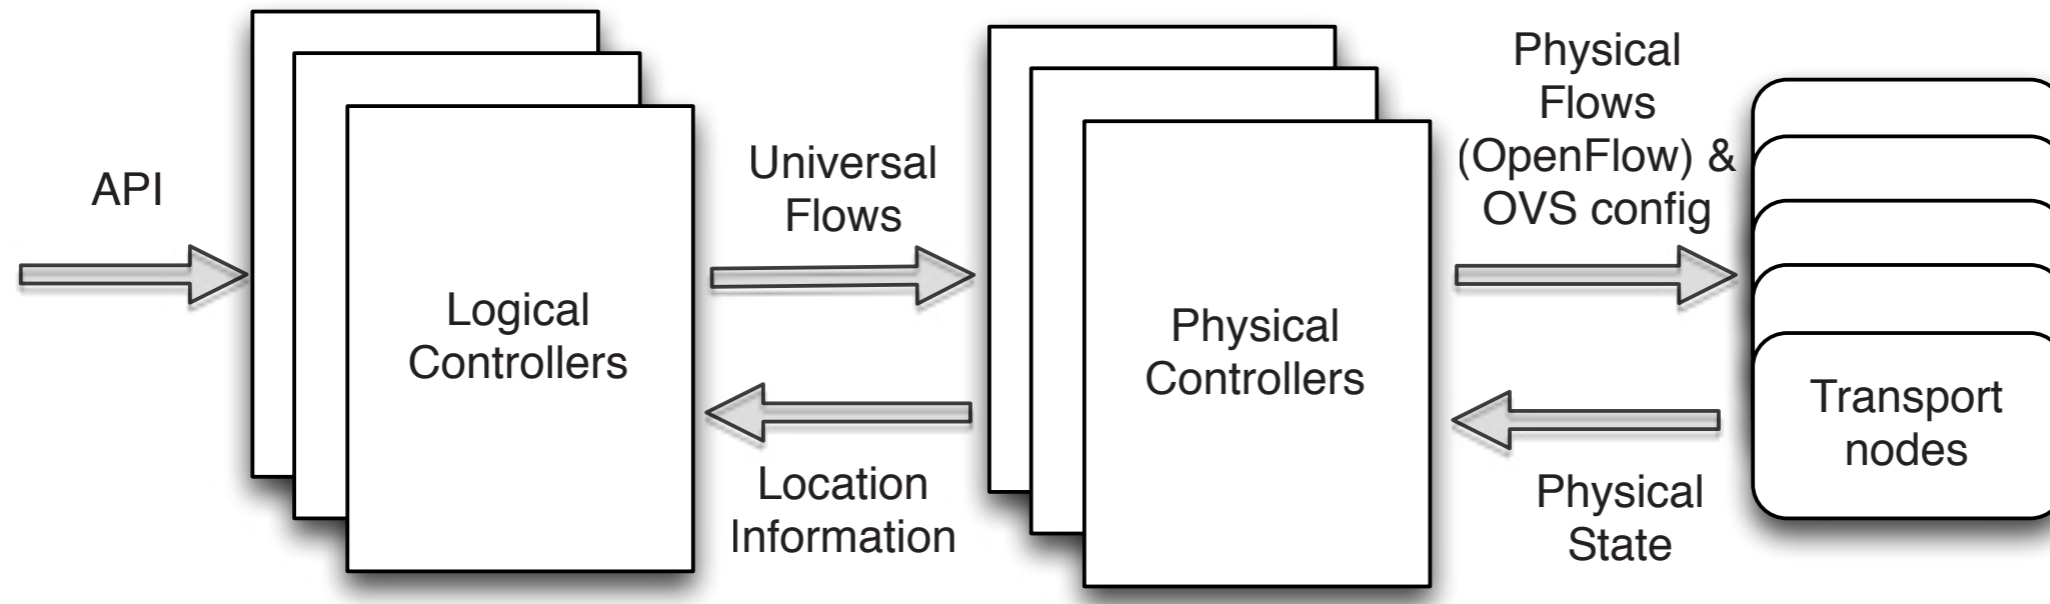 API
Logical
Controllers
Universal
Flows
Location
Information
Physical
Controllers
Physical
Flows
(OpenFlow) &
OVS config
Physical
State
Transport
nodes